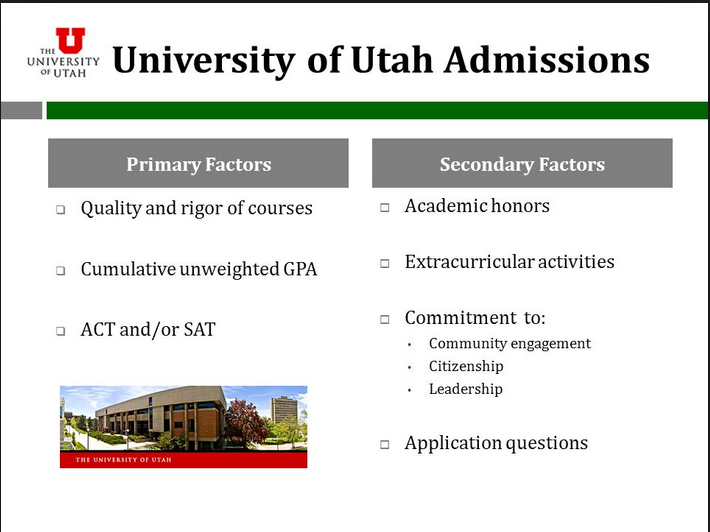 THE
UNIVERSITY
OF UTAH
University of Utah Admissions
Primary Factors
Quality and rigor of courses
Cumulative unweighted GPA
ACT and/or SAT
THE UNIVERSITY OF UTAH
Secondary Factors
Academic honors
Extracurricular activities
Commitment to:
Community engagement
Citizenship
Leadership
Application questions